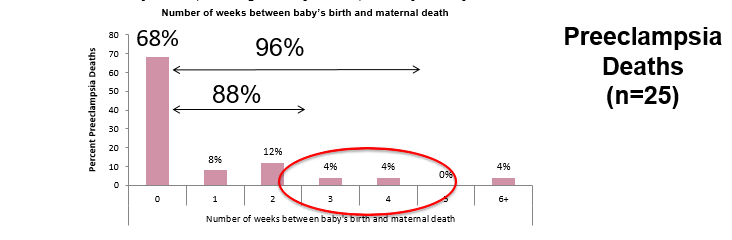 Number of weeks between baby's birth and maternal death
Preeclampsia
Deaths
(n=25)
Percent Preeclampsia Deaths
80
70
60
50
40
30
20
10
0
68%
96%
88%
8%
12%
4%
4%
0%
4%
0 1 2 3 4 5 6+
Number of weeks between baby's birth and maternal death